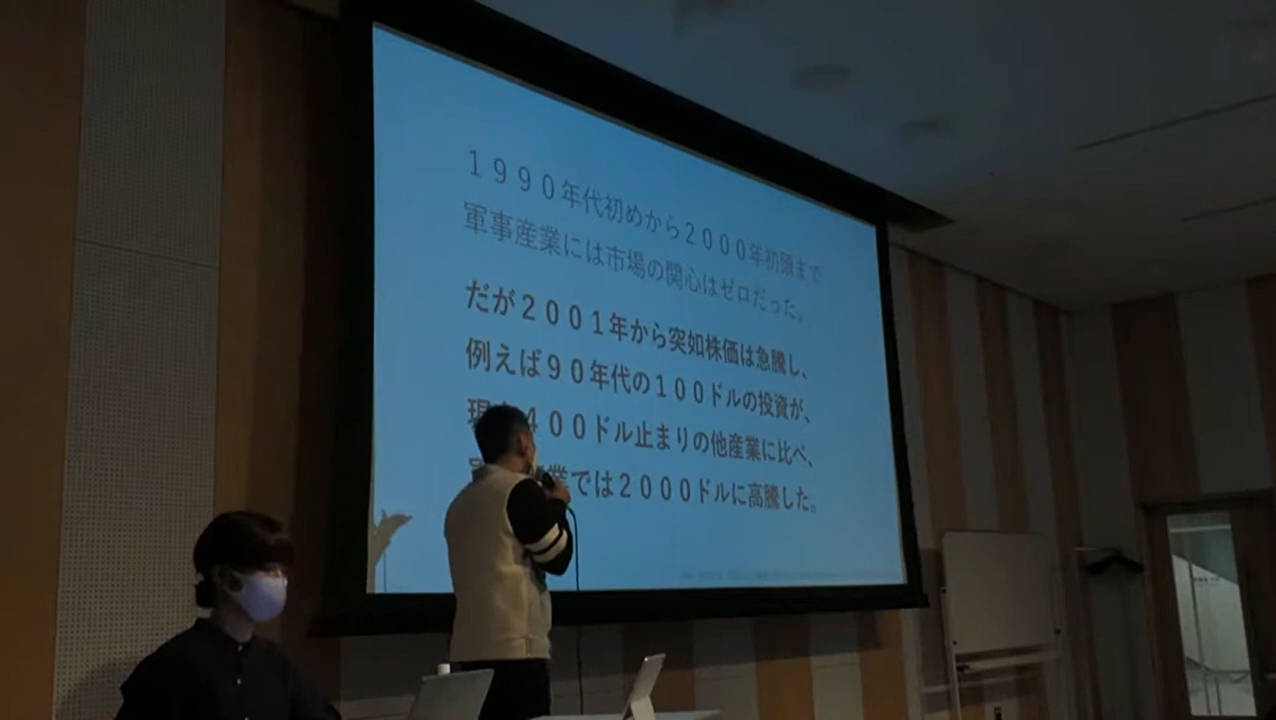 1990年代初めから2000年初頭まで
軍事産業には市場の関心はゼロだった。
だが2001年から突如株価は急騰し、
例えば90年代の100ドルの投資が、
400ドル止まりの他産業に比べ、
業では2000ドルに高騰した。